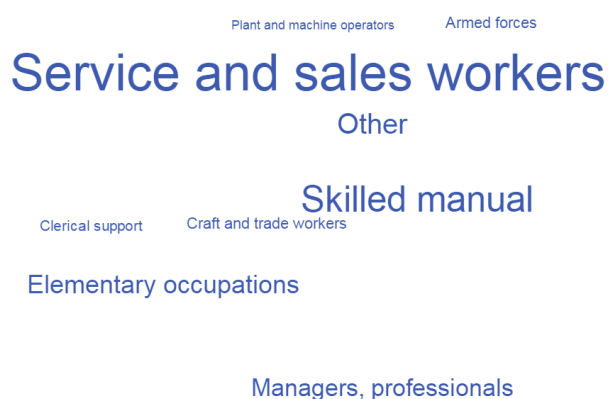 Plant and machine operators
Armed forces
Service and sales workers
Other
Skilled manual
Clerical support
Craft and trade workers
Elementary occupations
Managers, professionals